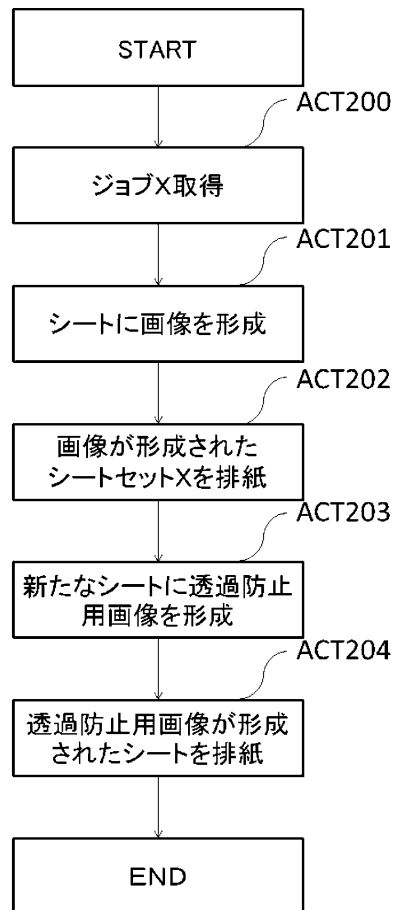 START
ACT200
ジョブX取得
ACT201
シートに画像を形成
ACT202
画像が形成された
シートセットXを排紙
ACT203
新たなシートに透過防止
用画像を形成
ACT204
透過防止用画像が形成
されたシートを排紙
END